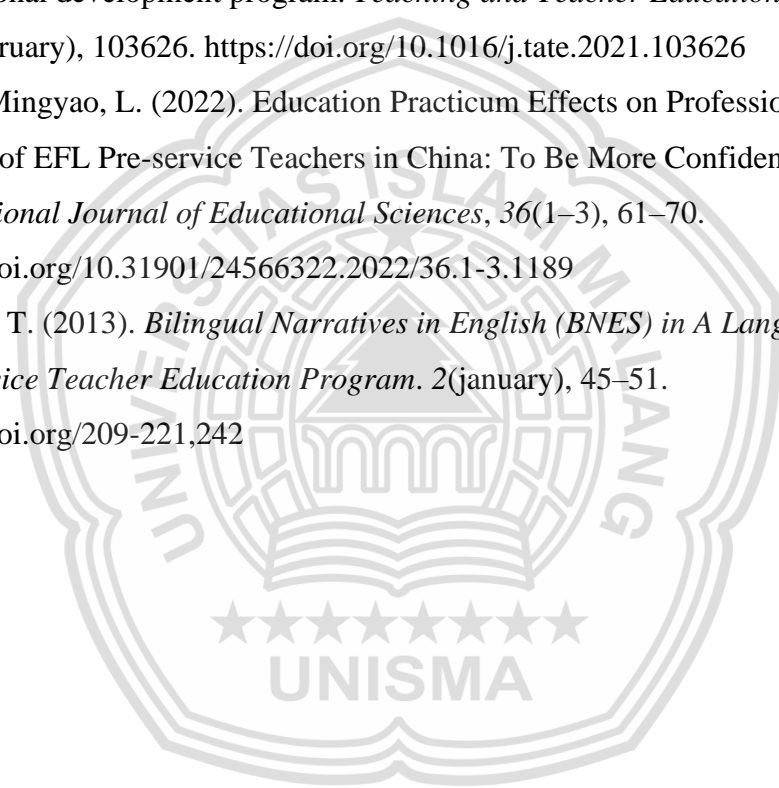 onal development program. Teaching and Teacher Education
ruary), 103626. https://doi.org/10.1016/j.tate.2021.103626
Mingyao, L. (2022). Education Practicum Effects on Professio
of EFL Pre-service Teachers in China: To Be More Confiden
ional Journal of Educational Sciences, 36(1–3), 61–70.
oi.org/10.31901/24566322.2022/36.1-3.1189
T. (2013). Bilingual Narratives in English (BNES) in A Lang
vice Teacher Education Program. 2(january), 45–51.
oi.org/209-221,242
UNIVERSITAS ISLAM MALANG
UNISMA